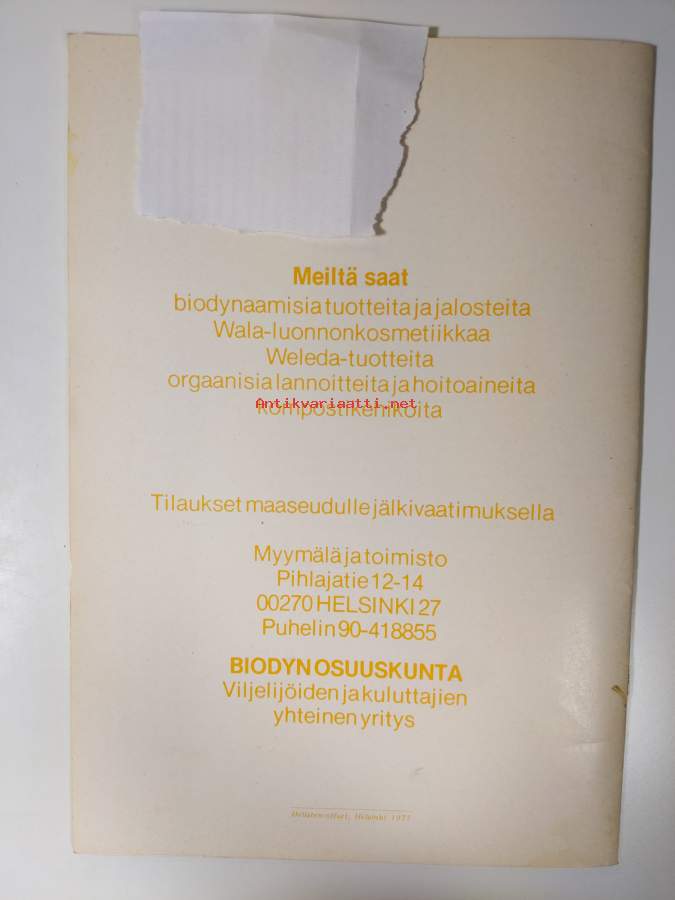 Meiltä saat
biodynaamisia tuotteita ja jalosteita
Wala-luonnonkosmetiikkaa
Weleda-tuotteita
orgaanisia lannoitteita ja hoitoaineita
Antikvariaatti.net
Tilaukset maaseudulle jälkivaatimuksella
Myymälä ja toimisto
Pihlajatie 12-14
00270 HELSINKI 27
Puhelin 90-418855
BIODYN OSUUSKUNTA
Viljelijöiden ja kuluttajien
yhteinen yritys
Helsinki